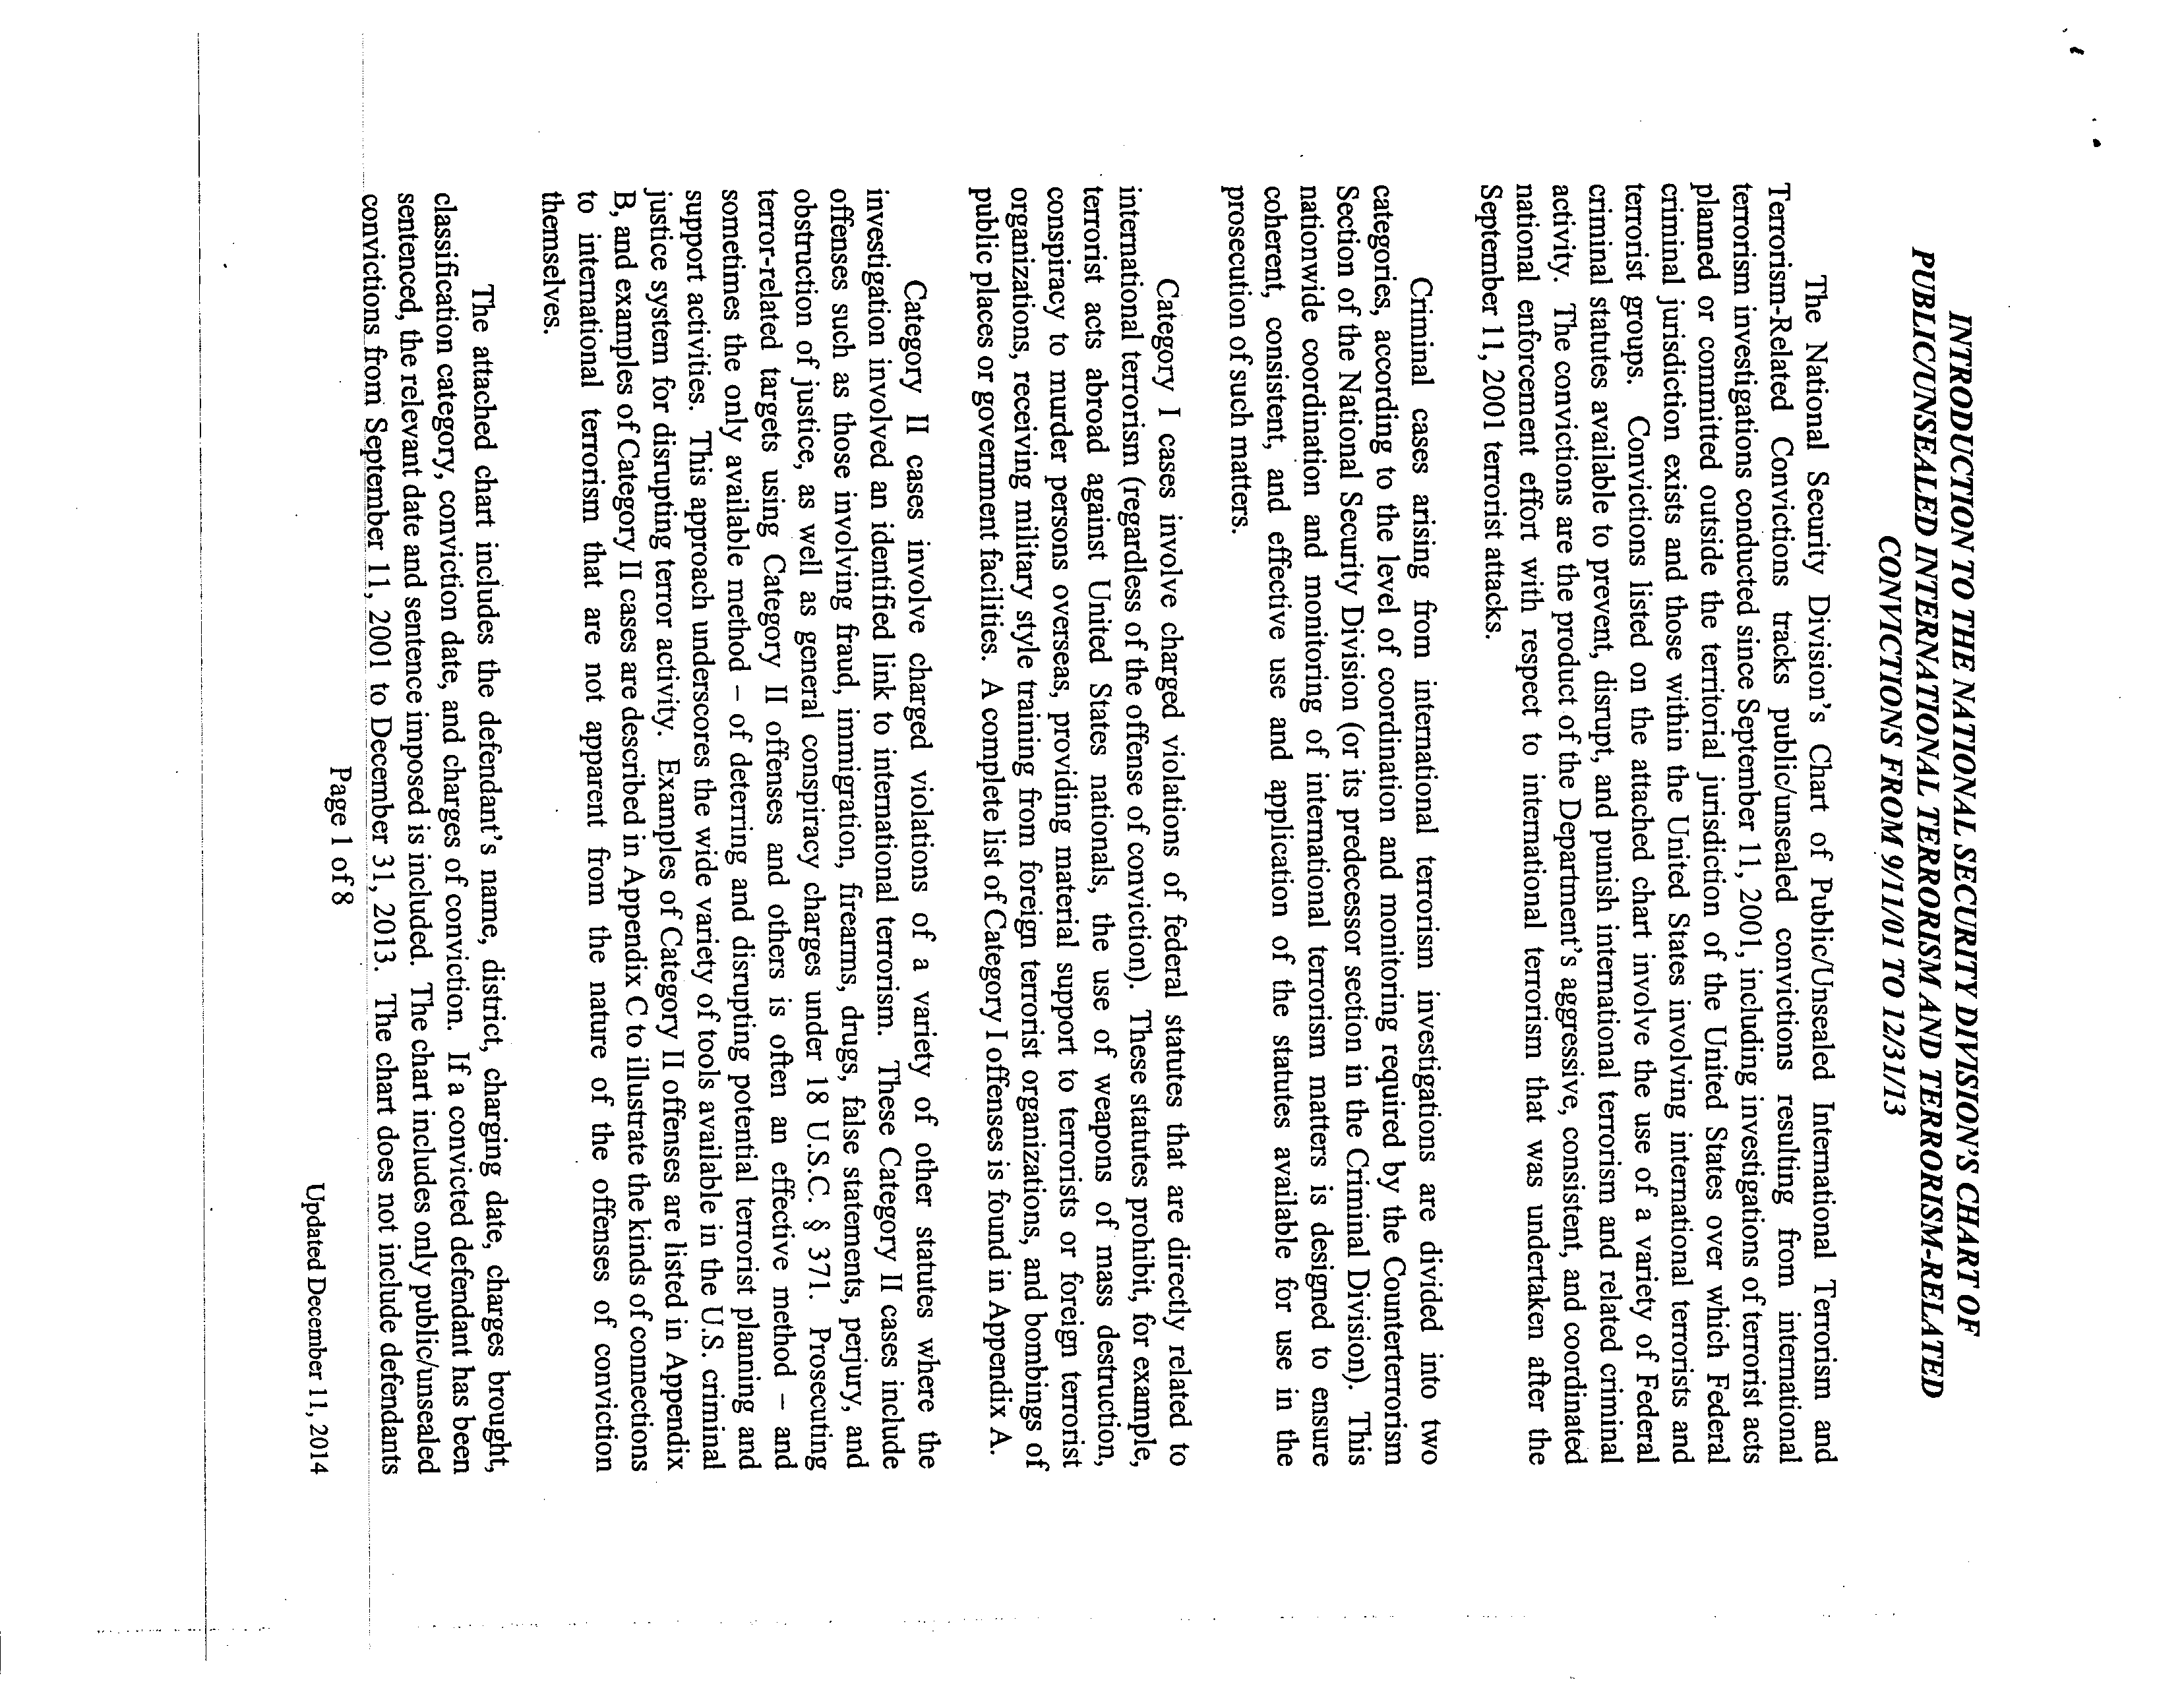 INTRODUCTION TO THE NATIONAL SECURITY DIVISION'S CHART OF
PUBLIC/UNSEALED INTERNATIONAL TERRORISM AND TERRORISM-RELATED
CONVICTIONS FROM 9/11/01 TO 12/31/13
The National Security Division's Chart of Public/Unsealed International Terrorism and
Terrorism-Related Convictions tracks public/unsealed convictions resulting from international
terrorism investigations conducted since September 11, 2001, including investigations of terrorist acts
planned or committed outside the territorial jurisdiction of the United States over which Federal
criminal jurisdiction exists and those within the United States involving international terrorists and
terrorist groups. Convictions listed on the attached chart involve the use of a variety of Federal
criminal statutes available to prevent, disrupt, and punish international terrorism and related criminal
activity. The convictions are the product of the Department's aggressive, consistent, and coordinated
national enforcement effort with respect to international terrorism that was undertaken after the
September 11, 2001 terrorist attacks.
Criminal cases arising from international terrorism investigations are divided into two
categories, according to the level of coordination and monitoring required by the Counterterrorism
Section of the National Security Division (or its predecessor section in the Criminal Division). This
nationwide coordination and monitoring of international terrorism matters is designed to ensure
coherent, consistent, and effective use and application of the statutes available for use in the
prosecution of such matters.
Category I cases involve charged violations of federal statutes that are directly related to
international terrorism (regardless of the offense of conviction). These statutes prohibit, for example,
terrorist acts abroad against United States nationals, the use of weapons of mass destruction,
conspiracy to murder persons overseas, providing material support to terrorists or foreign terrorist
organizations, receiving military style training from foreign terrorist organizations, and bombings of
public places or government facilities. A complete list of Category I offenses is found in Appendix A.
Category II cases involve charged violations of a variety of other statutes where the
investigation involved an identified link to international terrorism. These Category II cases include
offenses such as those involving fraud, immigration, firearms, drugs, false statements, perjury, and
obstruction of justice, as well as general conspiracy charges under 18 U.S.C. § 371. Prosecuting
terror-related targets using Category II offenses and others is often an effective method – and
sometimes the only available method – of deterring and disrupting potential terrorist planning and
support activities. This approach underscores the wide variety of tools available in the U.S. criminal
justice system for disrupting terror activity. Examples of Category II offenses are listed in Appendix
B, and examples of Category II cases are described in Appendix C to illustrate the kinds of connections
to international terrorism that are not apparent from the nature of the offenses of conviction
themselves.
The attached chart includes the defendant's name, district, charging date, charges brought,
classification category, conviction date, and charges of conviction. If a convicted defendant has been
sentenced, the relevant date and sentence imposed is included. The chart includes only public/unsealed
convictions from September 11, 2001 to December 31, 2013. The chart does not include defendants
Page 1 of 8
Updated December 11, 2014